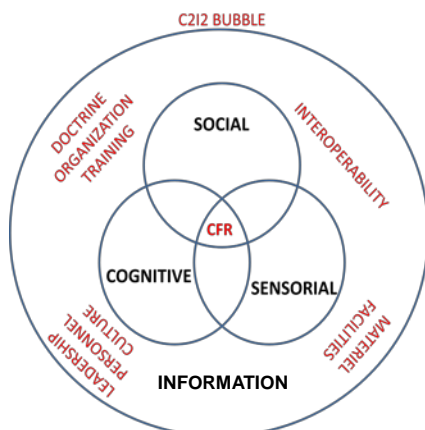 C2I2 BUBBLE
DOCTRINE
ORGANIZATION
TRAINING
INTEROPERABILITY
SOCIAL
CFR
COGNITIVE
SENSORIAL
LEADERSHIP
PERSONNEL
CULTURE
MATERIEL
FACILITIES
INFORMATION